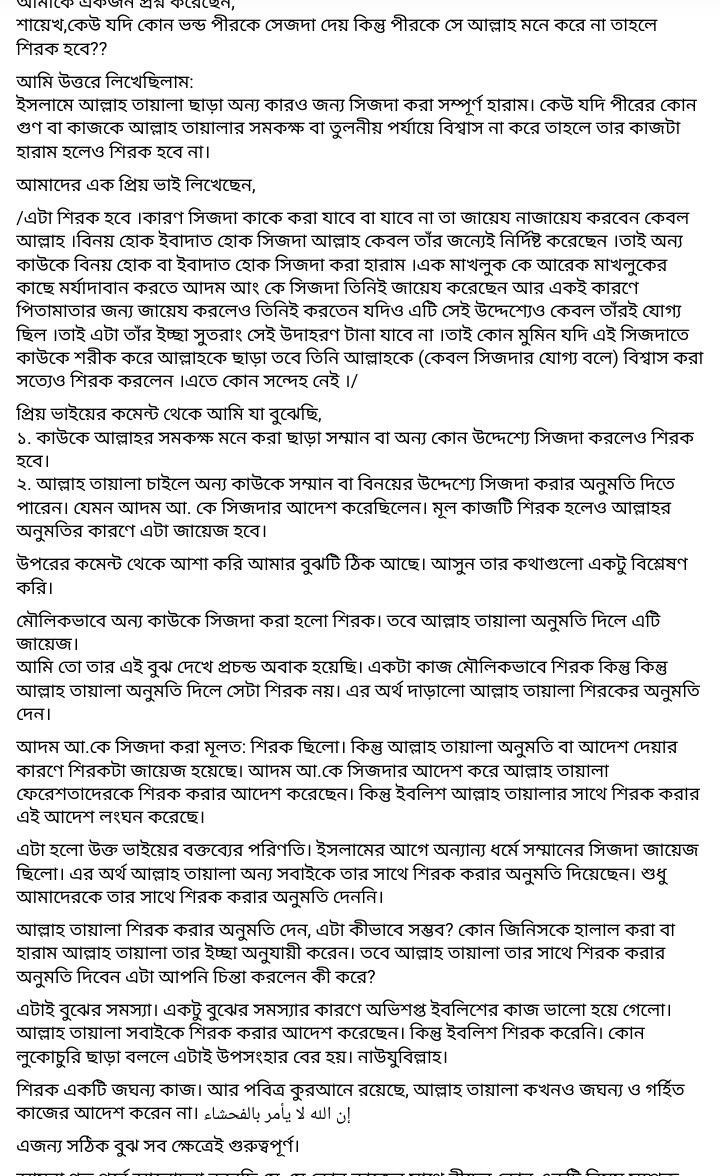 আমাকে একজন প্রশ্ন করেছেন,
শায়েখ,কেউ যদি কোন ভন্ড পীরকে সেজদা দেয় কিন্তু পীরকে সে আল্লাহ মনে করে না তাহলে
শিরক হবে??
আমি উত্তরে লিখেছিলাম:
ইসলামে আল্লাহ তায়ালা ছাড়া অন্য কারও জন্য সিজদা করা সম্পূর্ণ হারাম। কেউ যদি পীরের কোন
গুণ বা কাজকে আল্লাহ তায়ালার সমকক্ষ বা তুলনীয় পর্যায়ে বিশ্বাস না করে তাহলে তার কাজটা
হারাম হলেও শিরক হবে না।
আমাদের এক প্রিয় ভাই লিখেছেন,
/এটা শিরক হবে ।কারণ সিজদা কাকে করা যাবে বা যাবে না তা জায়েয নাজায়েয করবেন কেবল
আল্লাহ ।বিনয় হোক ইবাদাত হোক সিজদা আল্লাহ কেবল তাঁর জন্যেই নির্দিষ্ট করেছেন ।তাই অন্য
কাউকে বিনয় হোক বা ইবাদাত হোক সিজদা করা হারাম ।এক মাখলুক কে আরেক মাখলুকের
কাছে মর্যাদাবান করতে আদম আং কে সিজদা তিনিই জায়েয করেছেন আর একই কারণে
পিতামাতার জন্য জায়েয করলেও তিনিই করতেন যদিও এটি সেই উদ্দেশ্যেও কেবল তাঁরই যোগ্য
ছিল ।তাই এটা তাঁর ইচ্ছা সুতরাং সেই উদাহরণ টানা যাবে না ।তাই কোন মুমিন যদি এই সিজদাতে
কাউকে শরীক করে আল্লাহকে ছাড়া তবে তিনি আল্লাহকে (কেবল সিজদার যোগ্য বলে) বিশ্বাস করা
সত্যেও শিরক করলেন ।এতে কোন সন্দেহ নেই ।/
প্রিয় ভাইয়ের কমেন্ট থেকে আমি যা বুঝেছি,
১. কাউকে আল্লাহর সমকক্ষ মনে করা ছাড়া সম্মান বা অন্য কোন উদ্দেশ্যে সিজদা করলেও শিরক
হবে।
২. আল্লাহ তায়ালা চাইলে অন্য কাউকে সম্মান বা বিনয়ের উদ্দেশ্যে সিজদা করার অনুমতি দিতে
পারেন। যেমন আদম আ. কে সিজদার আদেশ করেছিলেন। মূল কাজটি শিরক হলেও আল্লাহর
অনুমতির কারণে এটা জায়েজ হবে।
উপরের কমেন্ট থেকে আশা করি আমার বুঝটি ঠিক আছে। আসুন তার কথাগুলো একটু বিশ্লেষণ
করি।
মৌলিকভাবে অন্য কাউকে সিজদা করা হলো শিরক। তবে আল্লাহ তায়ালা অনুমতি দিলে এটি
জায়েজ।
আমি তো তার এই বুঝ দেখে প্রচন্ড অবাক হয়েছি। একটা কাজ মৌলিকভাবে শিরক কিন্তু কিন্তু
আল্লাহ তায়ালা অনুমতি দিলে সেটা শিরক নয়। এর অর্থ দাড়ালো আল্লাহ তায়ালা শিরকের অনুমতি
দেন।
আদম আ.কে সিজদা করা মূলত: শিরক ছিলো। কিন্তু আল্লাহ তায়ালা অনুমতি বা আদেশ দেয়ার
কারণে শিরকটা জায়েজ হয়েছে। আদম আ.কে সিজদার আদেশ করে আল্লাহ তায়ালা
ফেরেশতাদেরকে শিরক করার আদেশ করেছেন। কিন্তু ইবলিশ আল্লাহ তায়ালার সাথে শিরক করার
এই আদেশ লংঘন করেছে।
এটা হলো উক্ত ভাইয়ের বক্তব্যের পরিণতি। ইসলামের আগে অন্যান্য ধর্মে সম্মানের সিজদা জায়েজ
ছিলো। এর অর্থ আল্লাহ তায়ালা অন্য সবাইকে তার সাথে শিরক করার অনুমতি দিয়েছেন। শুধু
আমাদেরকে তার সাথে শিরক করার অনুমতি দেননি।
আল্লাহ তায়ালা শিরক করার অনুমতি দেন, এটা কীভাবে সম্ভব? কোন জিনিসকে হালাল করা বা
হারাম আল্লাহ তায়ালা তার ইচ্ছা অনুযায়ী করেন। তবে আল্লাহ তায়ালা তার সাথে শিরক করার
অনুমতি দিবেন এটা আপনি চিন্তা করলেন কী করে?
এটাই বুঝের সমস্যা। একটু বুঝের সমস্যার কারণে অভিশপ্ত ইবলিশের কাজ ভালো হয়ে গেলো।
আল্লাহ তায়ালা সবাইকে শিরক করার আদেশ করেছেন। কিন্তু ইবলিশ শিরক করেনি। কোন
লুকোচুরি ছাড়া বললে এটাই উপসংহার বের হয়। নাউযুবিল্লাহ।
শিরক একটি জঘন্য কাজ। আর পবিত্র কুরআনে রয়েছে, আল্লাহ তায়ালা কখনও জঘন্য ও গর্হিত
কাজের আদেশ করেন না। إن الله لا يأمر بالفحشاء
এজন্য সঠিক বুঝ সব ক্ষেত্রেই গুরুত্বপূর্ণ।